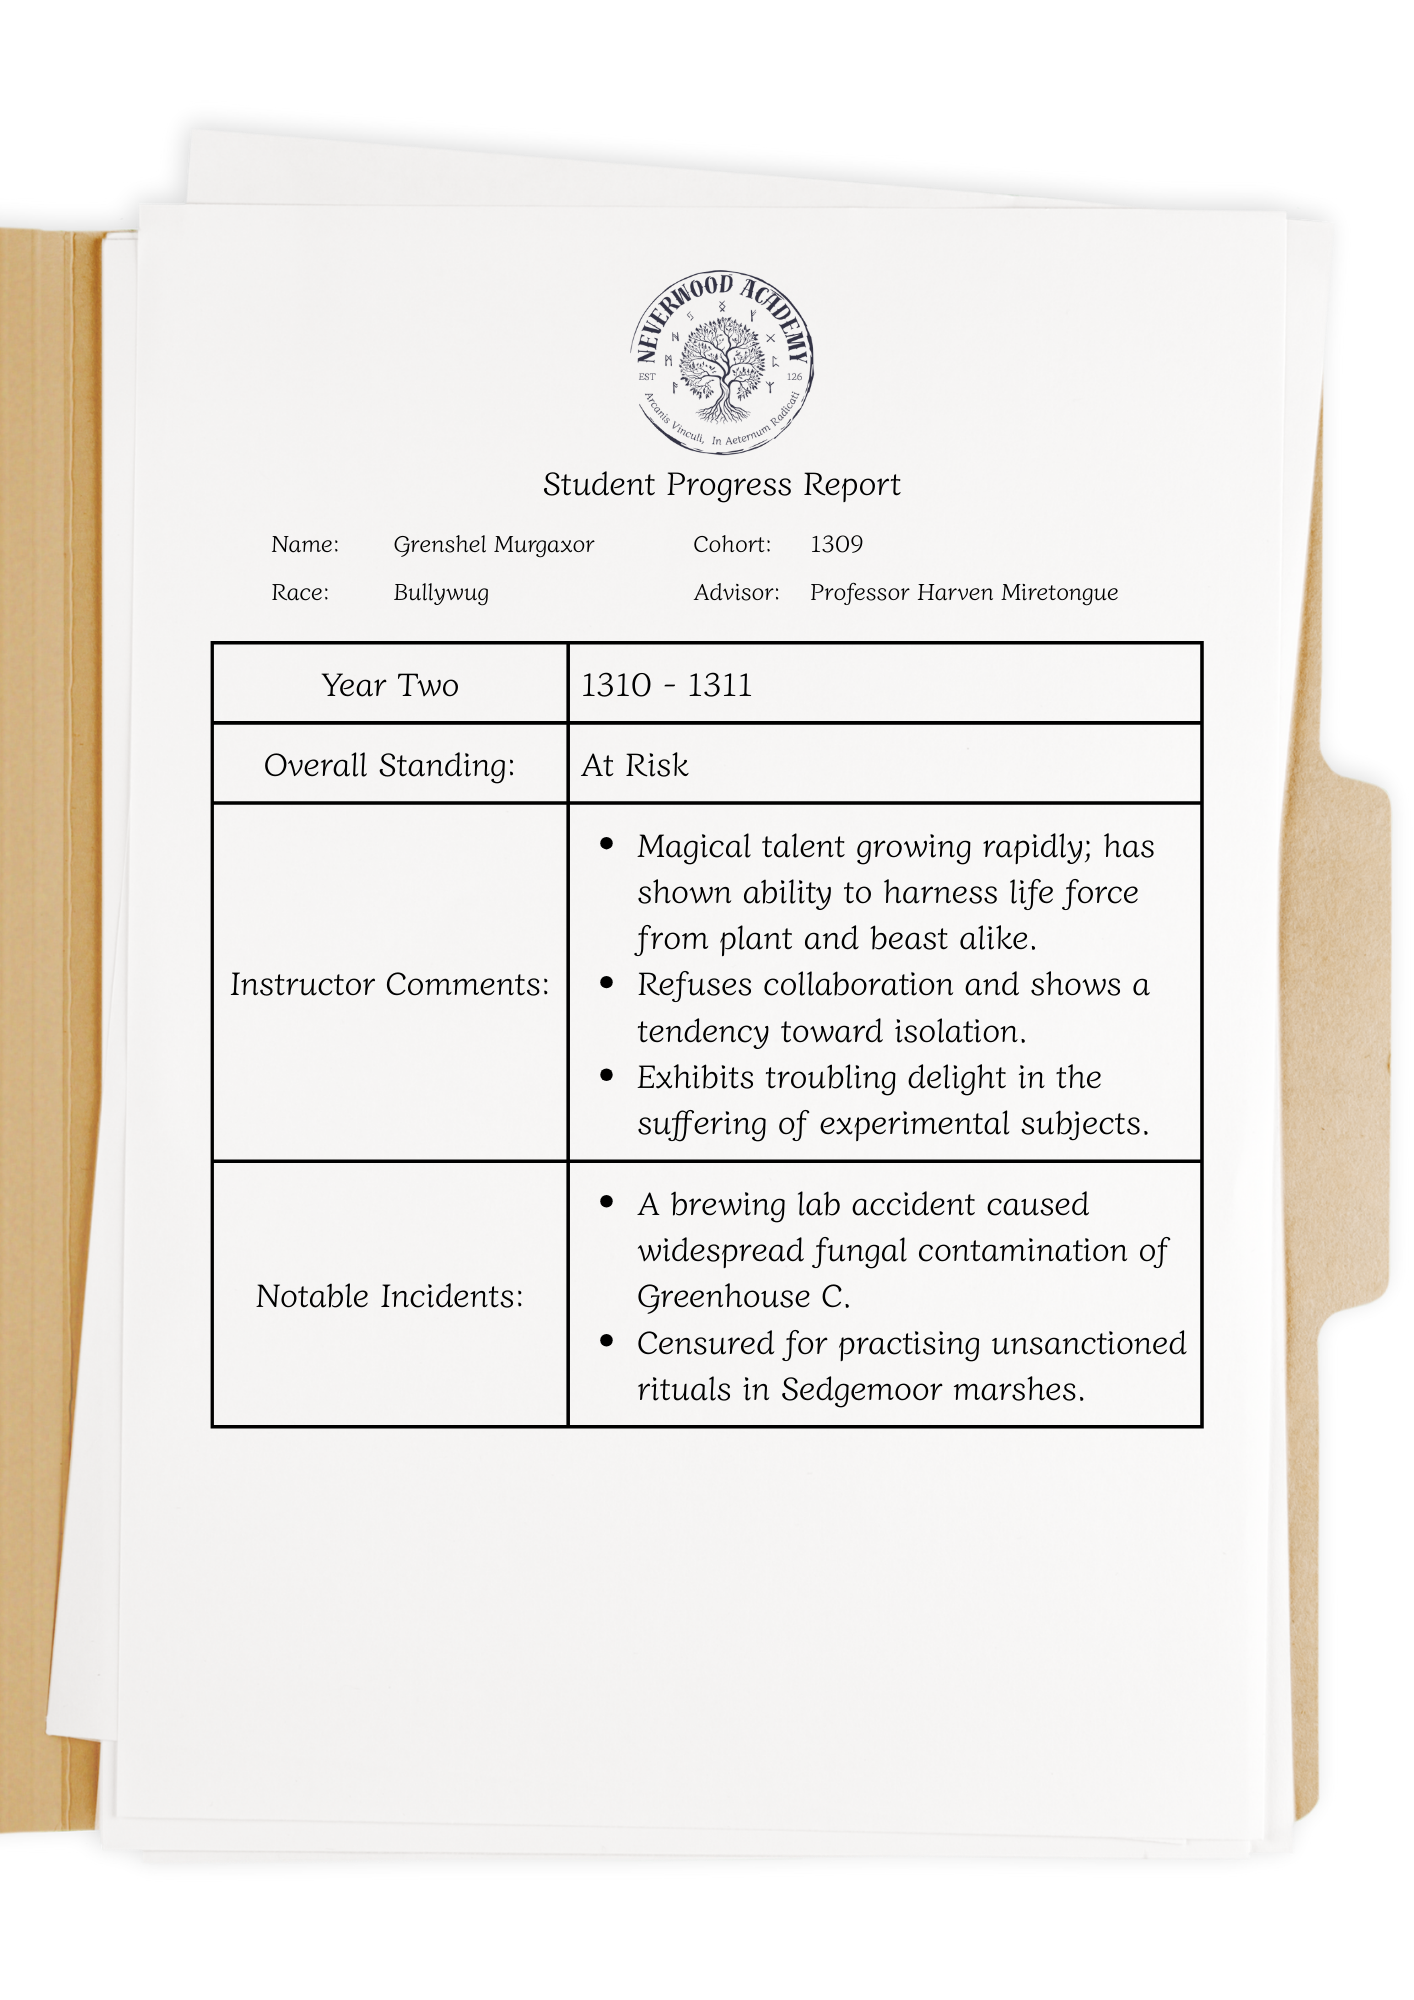 NEVERWOOD ACADEMY
EST 126
Arcanis Vinculi, In Aeternum Radicati
Student Progress Report
Name: Grenshel Murgaxor Cohort: 1309
Race: Bullywug Advisor: Professor Harven Miretongue
Year Two 1310 - 1311
Overall Standing: At Risk
Instructor Comments:
• Magical talent growing rapidly; has
shown ability to harness life force
from plant and beast alike.
• Refuses collaboration and shows a
tendency toward isolation.
• Exhibits troubling delight in the
suffering of experimental subjects.
Notable Incidents:
• A brewing lab accident caused
widespread fungal contamination of
Greenhouse C.
• Censured for practising unsanctioned
rituals in Sedgemoor marshes.